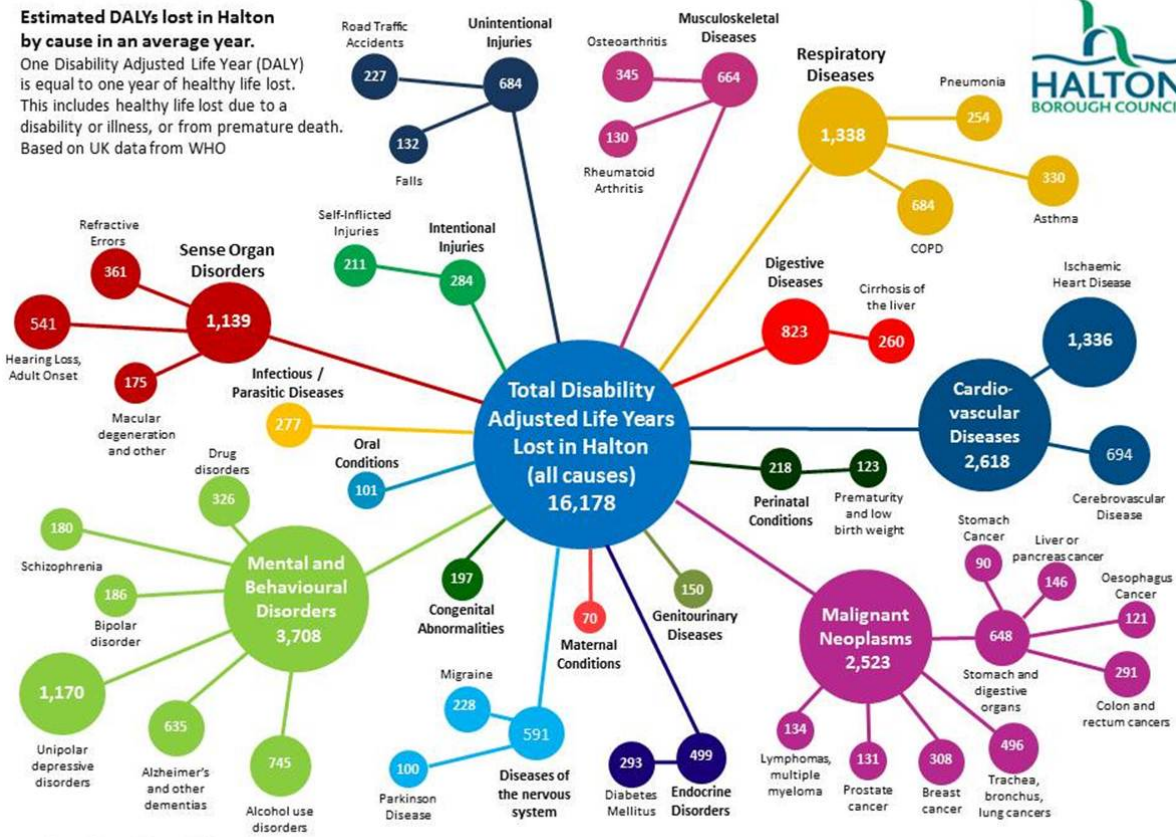 Estimated DALYs lost in Halton
by cause in an average year.
One Disability Adjusted Life Year (DALY)
is equal to one year of healthy life lost.
This includes healthy life lost due to a
disability or illness, or from premature death.
Based on UK data from WHO
Road Traffic
Accidents
227
Unintentional
Injuries
684
132
Falls
Musculoskeletal
Diseases
Osteoarthritis
345
664
130
Rheumatoid
Arthritis
Respiratory
Diseases
1,338
Pneumonia
254
330
Asthma
684
COPD
HALTON
BOROUGH COUNCI
Refractive
Errors
361
Sense Organ
Disorders
1,139
541
Hearing Loss,
Adult Onset
175
Macular
degeneration
and other
Self-Inflicted
Injuries
211
Intentional
Injuries
284
Digestive
Diseases
823
Cirrhosis of
the liver
260
Ischaemic
Heart Disease
1,336
Cardio-
vascular
Diseases
2,618
694
Cerebrovascular
Disease
Infectious /
Parasitic Diseases
277
Oral
Conditions
101
Total Disability
Adjusted Life Years
Lost in Halton
(all causes)
16,178
218
Perinatal
Conditions
123
Prematurity
and low
birth weight
Drug
disorders
326
180
Schizophrenia
186
Bipolar
disorder
Mental and
Behavioural
Disorders
3,708
1,170
Unipolar
depressive
disorders
635
Alzheimer's
and other
dementias
745
Alcohol use
disorders
197
Congenital
Abnormalities
70
Maternal
Conditions
150
Genitourinary
Diseases
Migraine
228
591
Diseases of
the nervous
system
100
Parkinson
Disease
293
Diabetes
Mellitus
499
Endocrine
Disorders
Malignant
Neoplasms
2,523
Stomach
Cancer
90
Liver or
pancreas cancer
146
Oesophagus
Cancer
121
648
Stomach and
digestive
organs
291
Colon and
rectum cancers
134
Lymphomas,
multiple
myeloma
131
Prostate
cancer
308
Breast
cancer
496
Trachea,
bronchus,
lung cancers